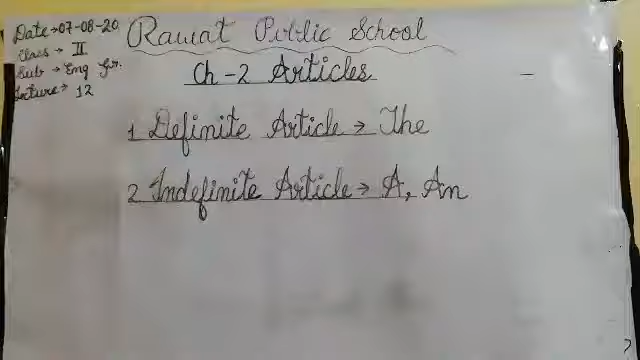 Date→07-08-20
Class → II
Sub → Eng Gr.
Lecture→ 12
Rawat Public School
Ch-2 Articles
1 Definite Article → The
2 Indefinite Article → A, An